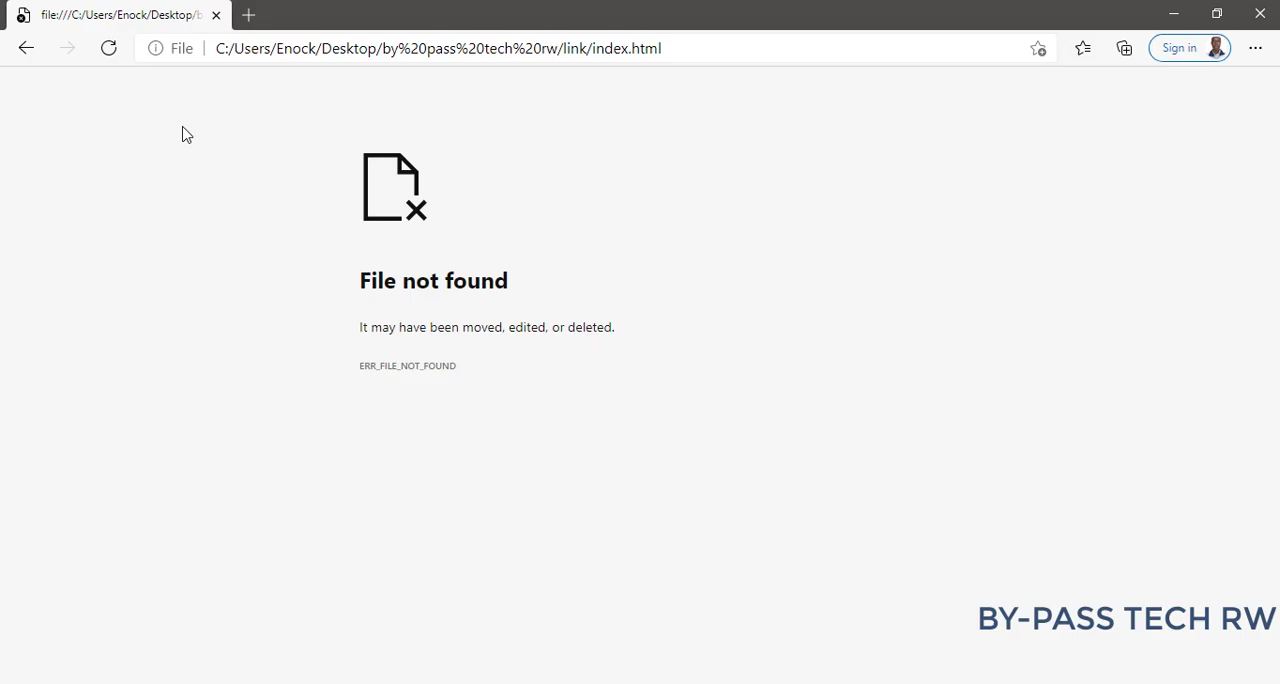 file:///C:/Users/Enock/Desktop/b
File | C:/Users/Enock/Desktop/by%20pass%20tech%20rw/link/index.html
Sign in
File not found
It may have been moved, edited, or deleted.
ERR_FILE_NOT_FOUND
BY-PASS TECH RW